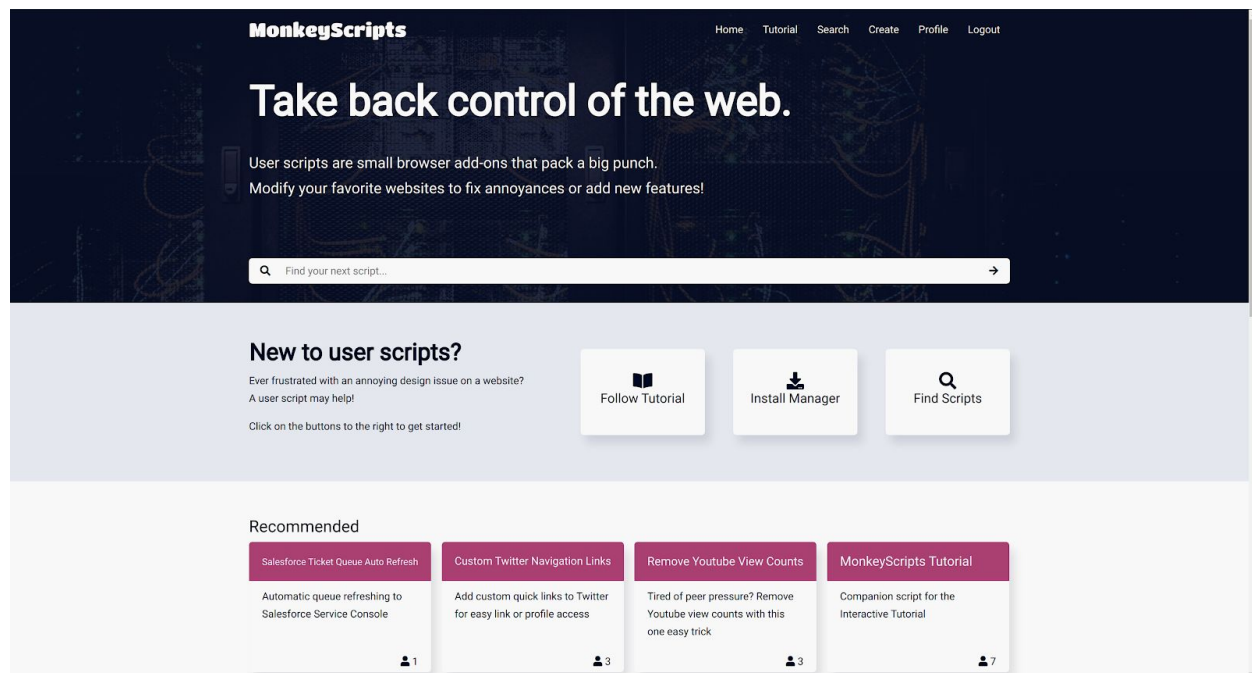 MonkeyScripts
Home Tutorial Search Create Profile Logout
Take back control of the web.
User scripts are small browser add-ons that pack a big punch.
Modify your favorite websites to fix annoyances or add new features!
Find your next script...
New to user scripts?
Ever frustrated with an annoying design issue on a website?
A user script may help!
Click on the buttons to the right to get started!
Follow Tutorial
Install Manager
Find Scripts
Recommended
Salesforce Ticket Queue Auto Refresh
Automatic queue refreshing to
Salesforce Service Console
1
Custom Twitter Navigation Links
Add custom quick links to Twitter
for easy link or profile access
3
Remove Youtube View Counts
Tired of peer pressure? Remove
Youtube view counts with this
one easy trick
3
MonkeyScripts Tutorial
Companion script for the
Interactive Tutorial
7